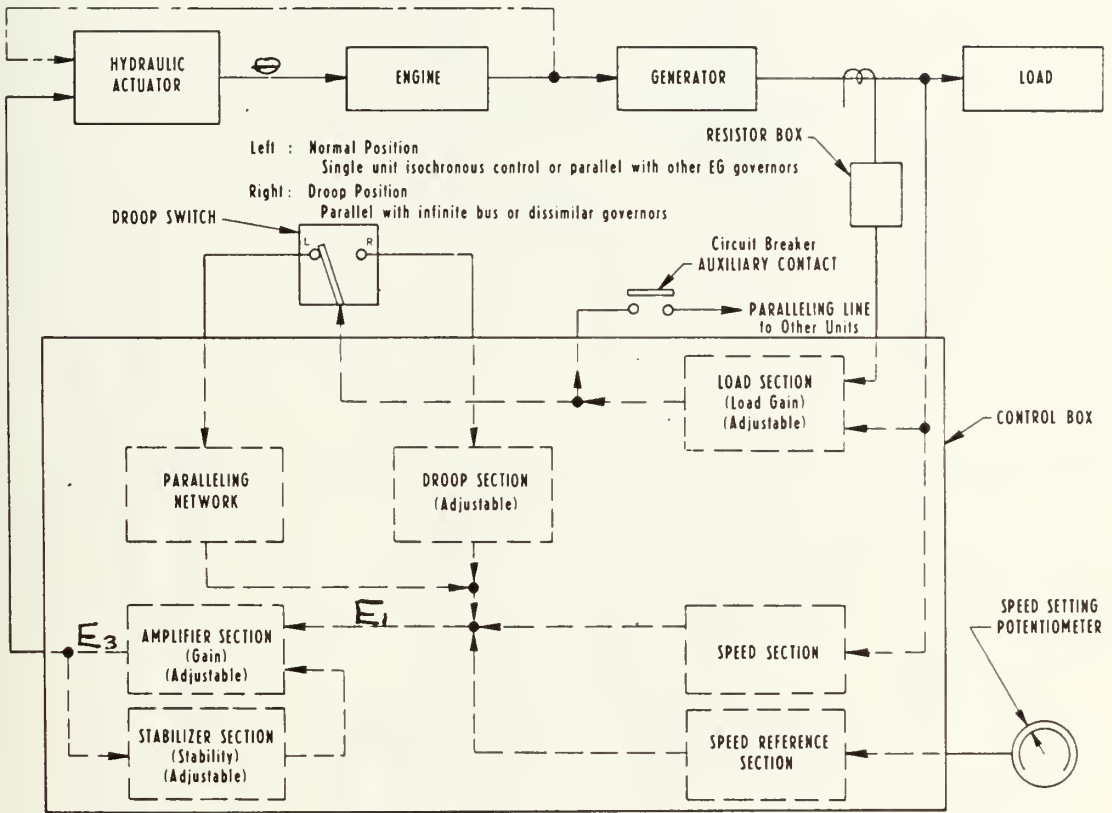 HYDRAULIC
ACTUATOR
θ
ENGINE
GENERATOR
LOAD
RESISTOR BOX
Left : Normal Position
Single unit isochronous control or parallel with other EG governors
Right : Droop Position
Parallel with infinite bus or dissimilar governors
DROOP SWITCH
L
R
Circuit Breaker
AUXILIARY CONTACT
PARALLELING LINE
to Other Units
LOAD SECTION
(Load Gain)
(Adjustable)
CONTROL BOX
PARALLELING
NETWORK
DROOP SECTION
(Adjustable)
E3
AMPLIFIER SECTION
(Gain)
(Adjustable)
E1
SPEED SECTION
SPEED SETTING
POTENTIOMETER
STABILIZER SECTION
(Stability)
(Adjustable)
SPEED REFERENCE
SECTION